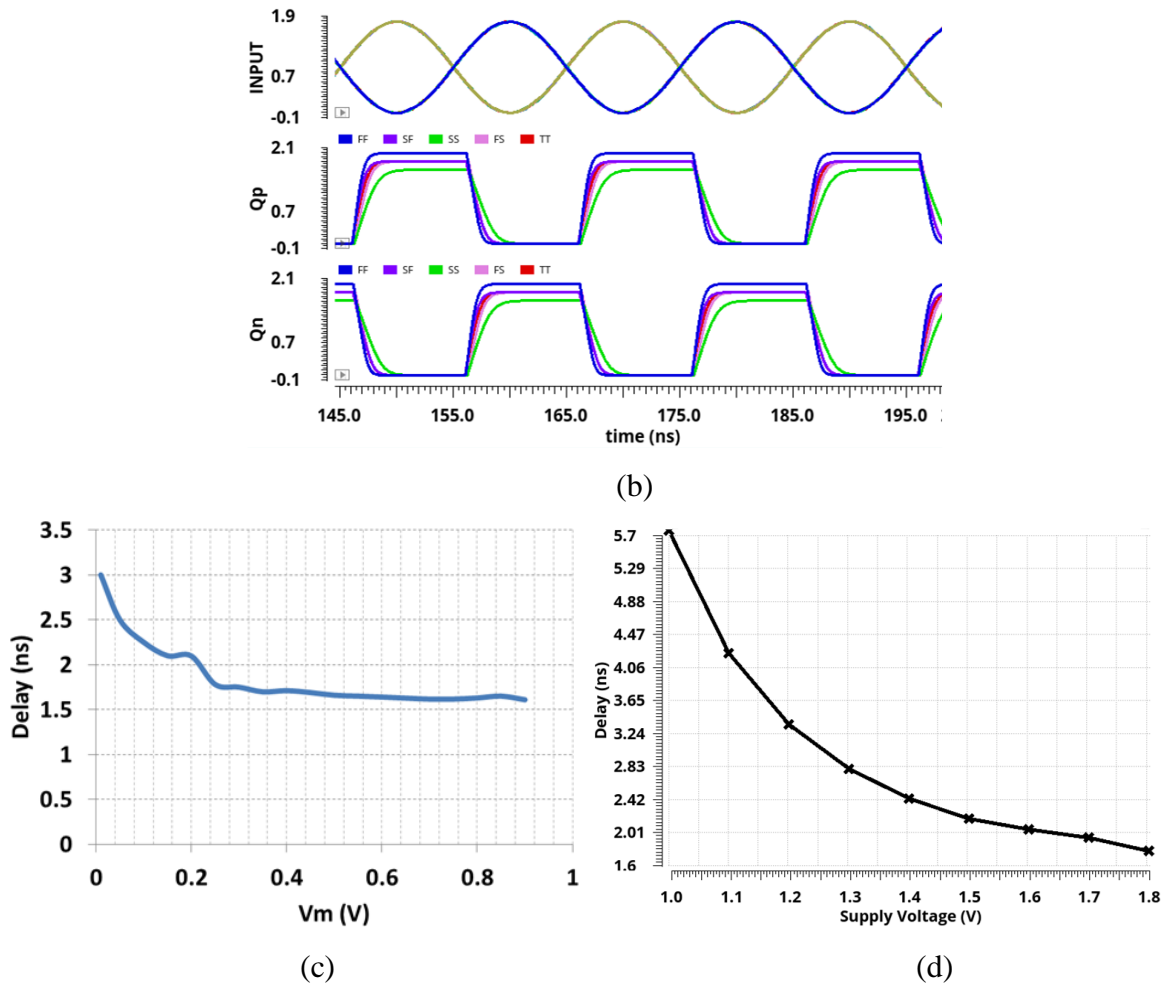 1.9
INPUT
0.7
-0.1
FF SF SS FS TT
2.1
Qp
0.7
-0.1
FF SF SS FS TT
2.1
Qn
0.7
-0.1
145.0 155.0 165.0 175.0 185.0 195.0
time (ns)
(b)
3.5
3
2.5
2
1.5
1
0.5
0
Delay (ns)
0 0.2 0.4 0.6 0.8 1
Vm (V)
(c)
5.7
5.29
4.88
4.47
4.06
3.65
3.24
2.83
2.42
2.01
1.6
Delay (ns)
1.0 1.1 1.2 1.3 1.4 1.5 1.6 1.7 1.8
Supply Voltage (V)
(d)